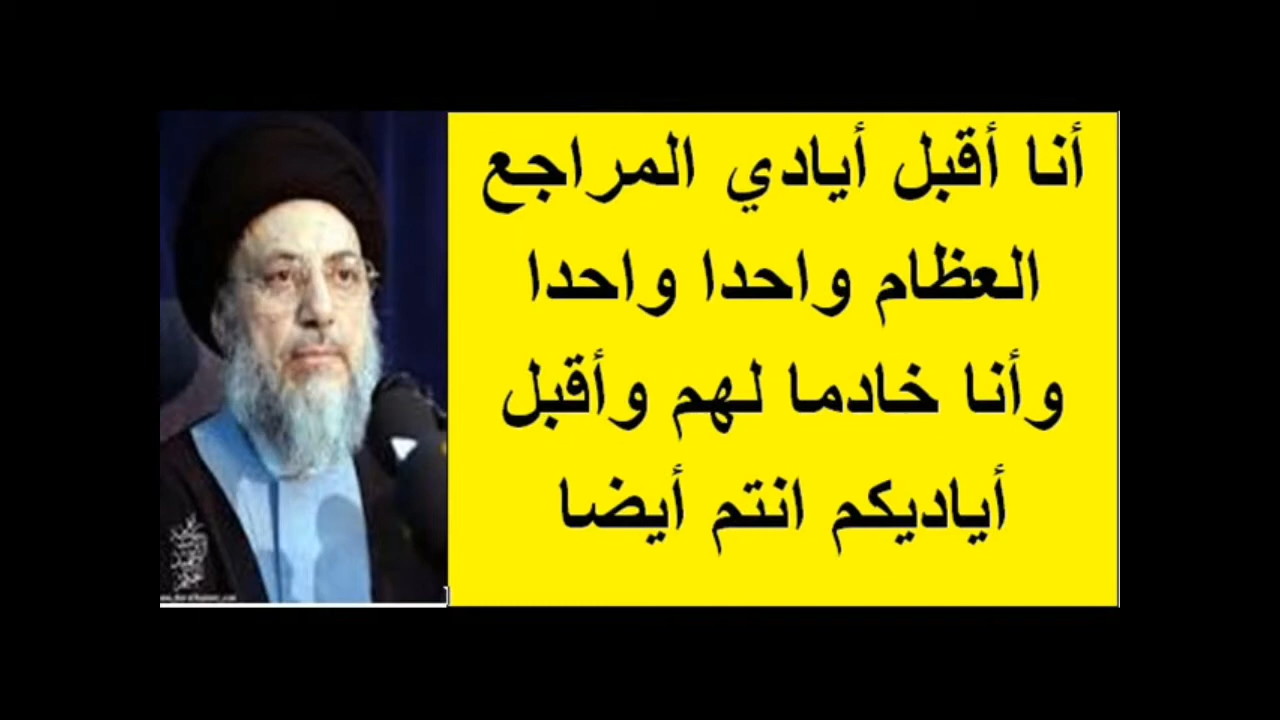 أنا أقبل أيادي المراجع
العظام واحدا واحدا
وأنا خادما لهم وأقبل
أياديكم انتم أيضا